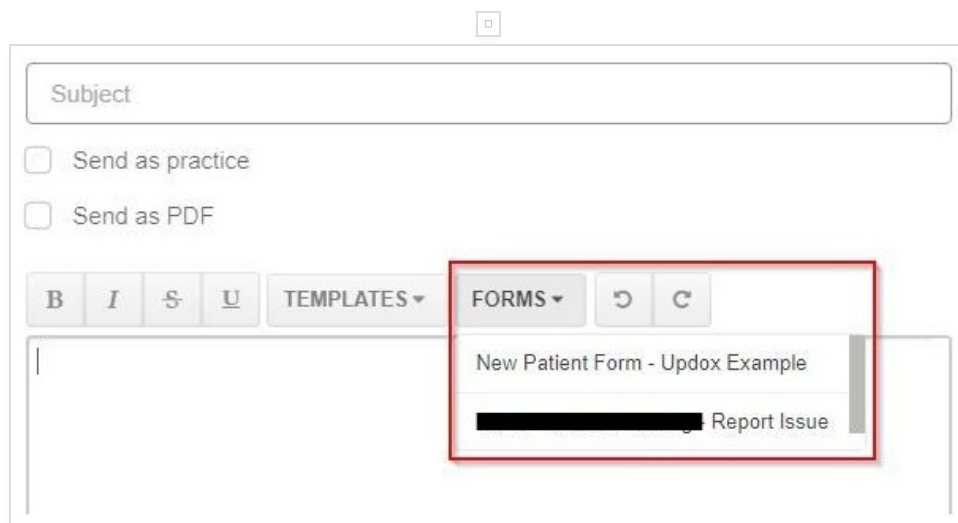 Subject
Send as practice
Send as PDF
B I S U TEMPLATES FORMS
New Patient Form - Updox Example
Report Issue